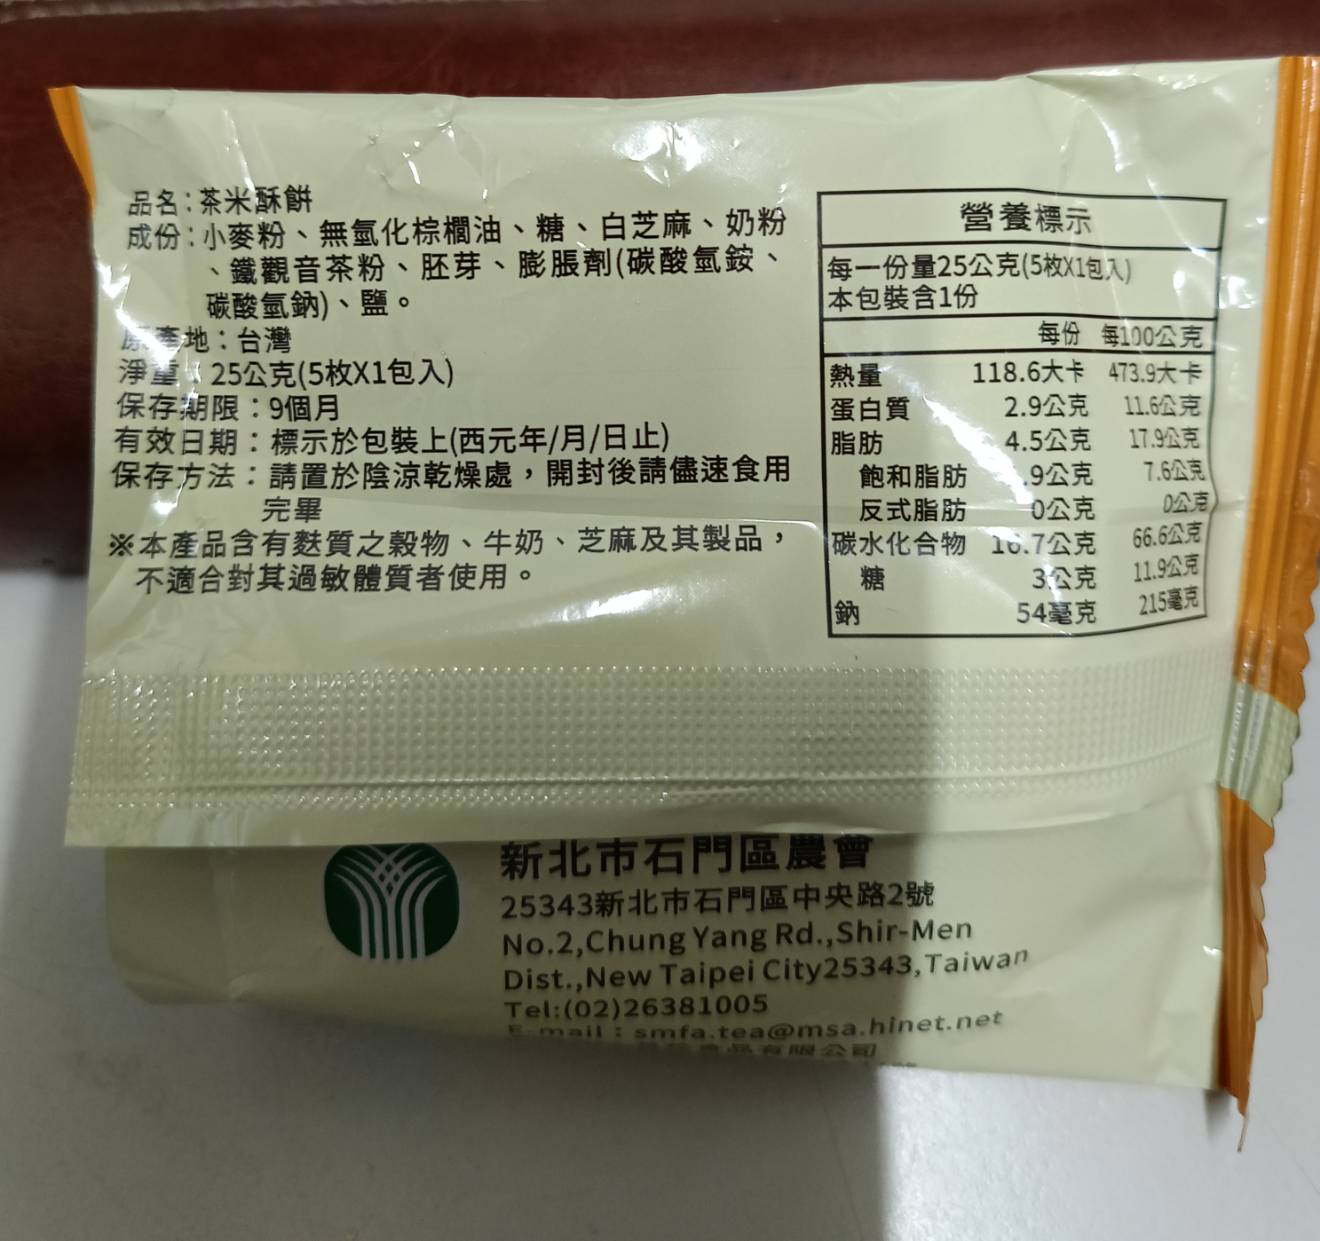 品名：茶米酥餅
成份：小麥粉、無氫化棕櫚油、糖、白芝麻、奶粉
、鐵觀音茶粉、胚芽、膨脹劑(碳酸氫銨、
碳酸氫鈉)、鹽。
原產地：台灣
淨重：25公克(5枚X1包入)
保存期限：9個月
有效日期：標示於包裝上(西元年/月/日止)
保存方法：請置於陰涼乾燥處，開封後請儘速食用
完畢
※本產品含有麩質之穀物、牛奶、芝麻及其製品，
不適合對其過敏體質者使用。
營養標示
每一份量25公克(5枚X1包入)
本包裝含1份
每份 每100公克
熱量 118.6大卡 473.9大卡
蛋白質 2.9公克 11.6公克
脂肪 4.5公克 17.9公克
飽和脂肪 .9公克 7.6公克
反式脂肪 0公克 0公克
碳水化合物 16.7公克 66.6公克
糖 3公克 11.9公克
鈉 54毫克 215毫克
新北市石門區農會
25343新北市石門區中央路2號
No.2,Chung Yang Rd.,Shir-Men
Dist.,New Taipei City25343,Taiwan
Tel:(02)26381005
E-mail：smfa.tea@msa.hinet.net
食品有限公司